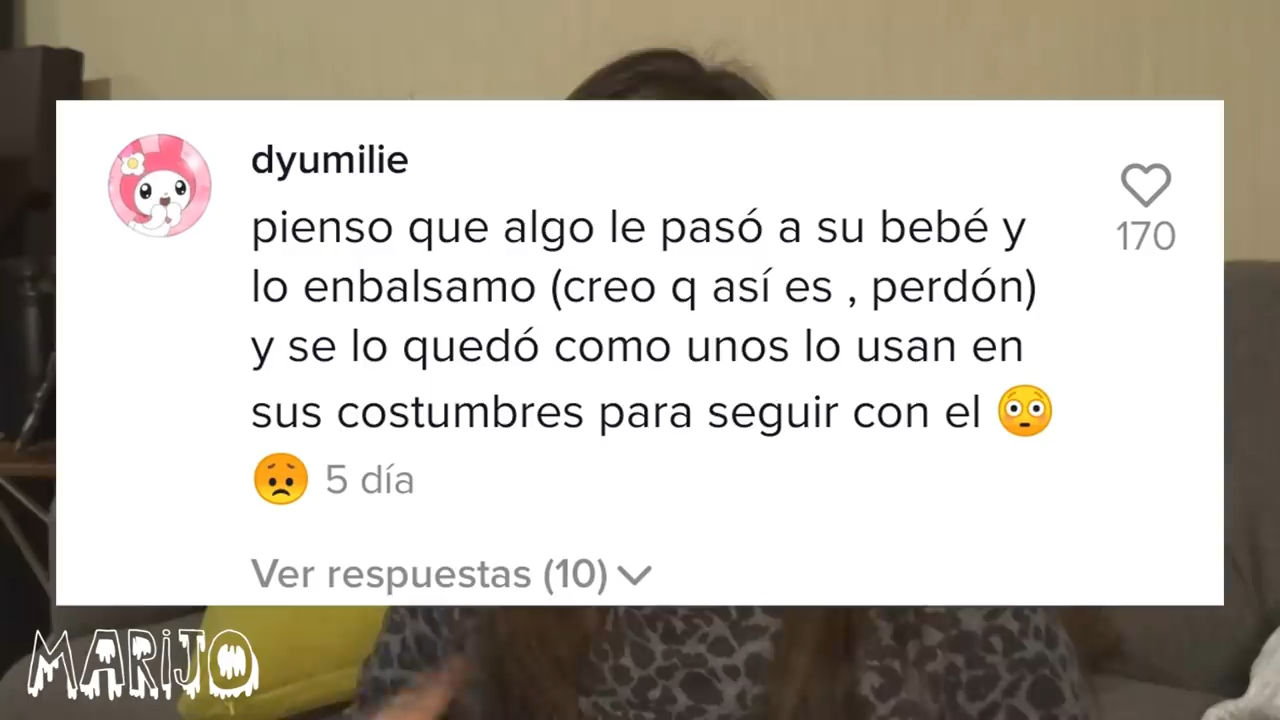 dyumilie
pienso que algo le pasó a su bebé y
lo enbalsamo (creo q así es , perdón)
y se lo quedó como unos lo usan en
sus costumbres para seguir con el 😳
😞 5 día
170
Ver respuestas (10)
MARiJO